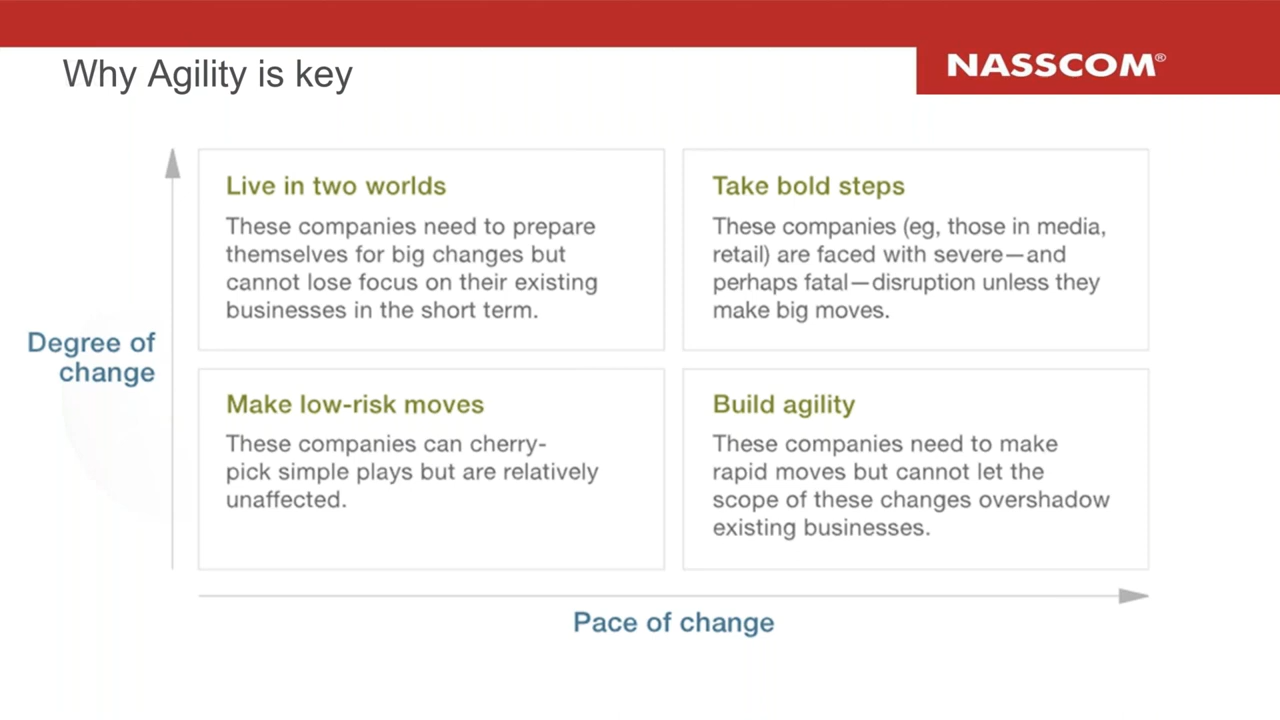 Why Agility is key
NASSCOM®
Live in two worlds
These companies need to prepare
themselves for big changes but
cannot lose focus on their existing
businesses in the short term.
Take bold steps
These companies (eg, those in media,
retail) are faced with severe—and
perhaps fatal—disruption unless they
make big moves.
Degree of
change
Make low-risk moves
These companies can cherry-
pick simple plays but are relatively
unaffected.
Build agility
These companies need to make
rapid moves but cannot let the
scope of these changes overshadow
existing businesses.
Pace of change